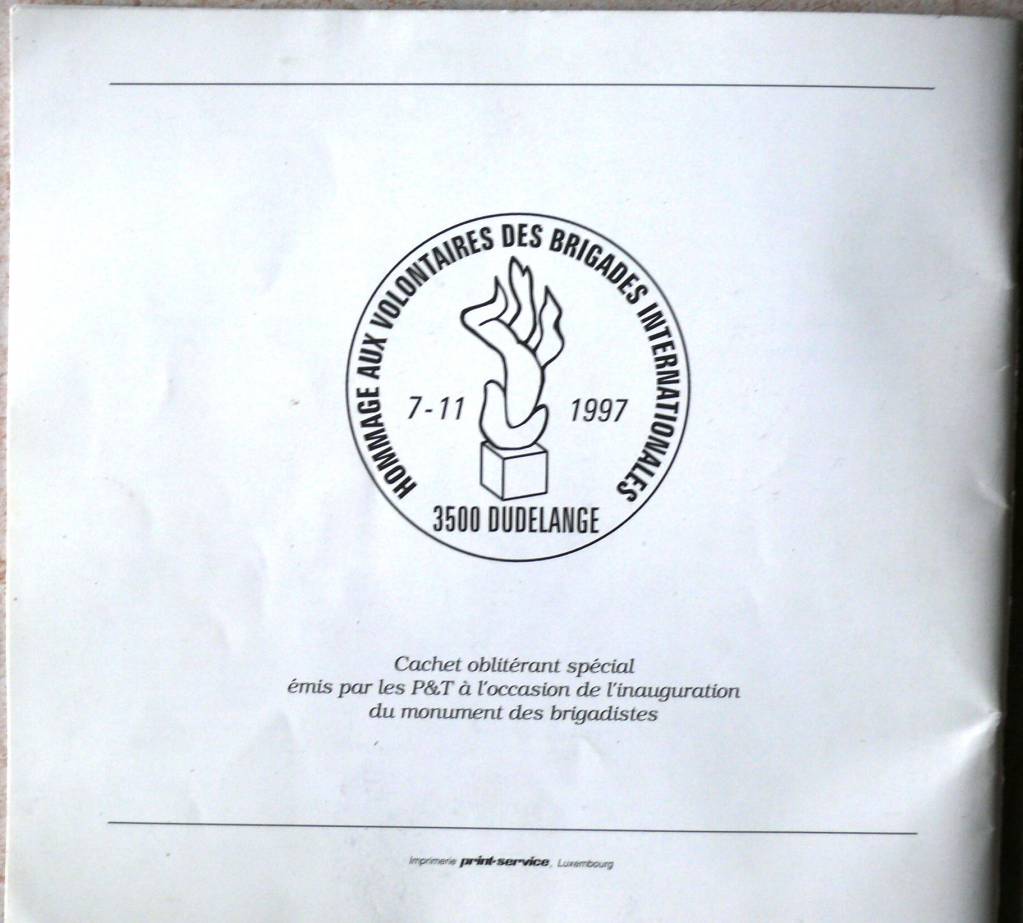 HOMMAGE AUX VOLONTAIRES DES BRIGADES INTERNATIONALES
7-11 1997
3500 DUDELANGE
Cachet oblitérant spécial
émis par les P&T à l'occasion de l'inauguration
du monument des brigadistes
Imprimerie print-service, Luxembourg